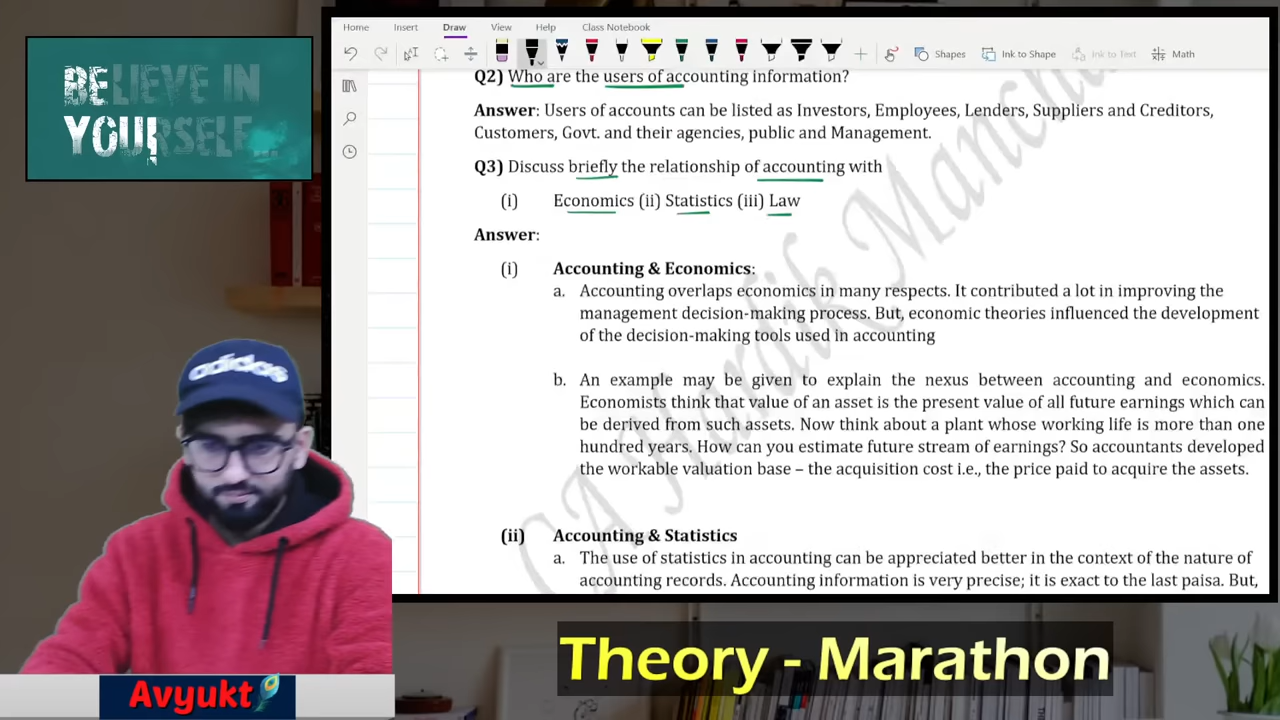 BELIEVE IN
YOURSELF...
Home Insert Draw View Help Class Notebook
Shapes Ink to Shape Ink to Text Math
Q2) Who are the users of accounting information?
Answer: Users of accounts can be listed as Investors, Employees, Lenders, Suppliers and Creditors,
Customers, Govt. and their agencies, public and Management.
Q3) Discuss briefly the relationship of accounting with
(i) Economics (ii) Statistics (iii) Law
Answer:
(i) Accounting & Economics:
a. Accounting overlaps economics in many respects. It contributed a lot in improving the
management decision-making process. But, economic theories influenced the development
of the decision-making tools used in accounting
b. An example may be given to explain the nexus between accounting and economics.
Economists think that value of an asset is the present value of all future earnings which can
be derived from such assets. Now think about a plant whose working life is more than one
hundred years. How can you estimate future stream of earnings? So accountants developed
the workable valuation base – the acquisition cost i.e., the price paid to acquire the assets.
(ii) Accounting & Statistics
a. The use of statistics in accounting can be appreciated better in the context of the nature of
accounting records. Accounting information is very precise; it is exact to the last paisa. But,
CA Hardik Mancha
adidas
Theory - Marathon
Avyukt